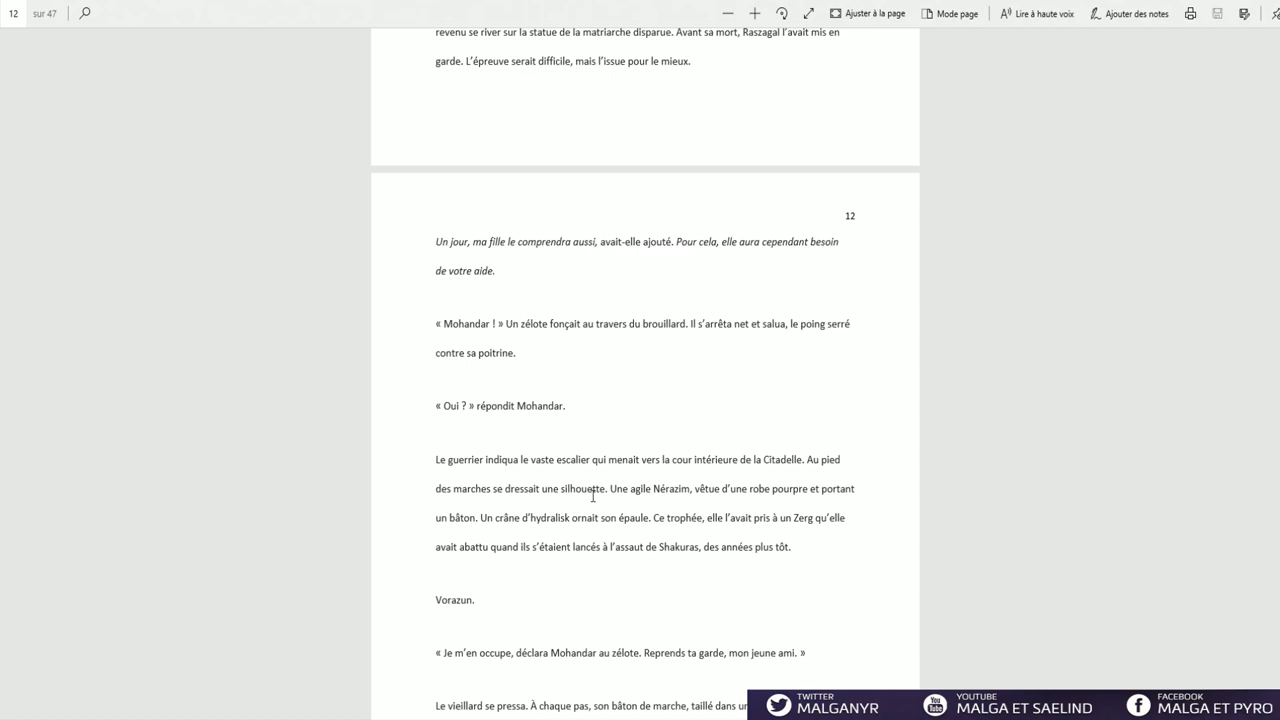 12 sur 47 Ajuster à la page Mode page Lire à haute voix Ajouter des notes
revenu se river sur la statue de la matriarche disparue. Avant sa mort, Raszagal l’avait mis en
garde. L’épreuve serait difficile, mais l’issue pour le mieux.
12
Un jour, ma fille le comprendra aussi, avait-elle ajouté. Pour cela, elle aura cependant besoin
de votre aide.
« Mohandar ! » Un zélote fonçait au travers du brouillard. Il s’arrêta net et salua, le poing serré
contre sa poitrine.
« Oui ? » répondit Mohandar.
Le guerrier indiqua le vaste escalier qui menait vers la cour intérieure de la Citadelle. Au pied
des marches se dressait une silhouette. Une agile Nérazim, vêtue d’une robe pourpre et portant
un bâton. Un crâne d’hydralisk ornait son épaule. Ce trophée, elle l’avait pris à un Zerg qu’elle
avait abattu quand ils s’étaient lancés à l’assaut de Shakuras, des années plus tôt.
Vorazun.
« Je m’en occupe, déclara Mohandar au zélote. Reprends ta garde, mon jeune ami. »
Le vieillard se pressa. À chaque pas, son bâton de marche, taillé dans
TWITTER
MALGANYR
YOUTUBE
MALGA ET SAELIND
FACEBOOK
MALGA ET PYRO